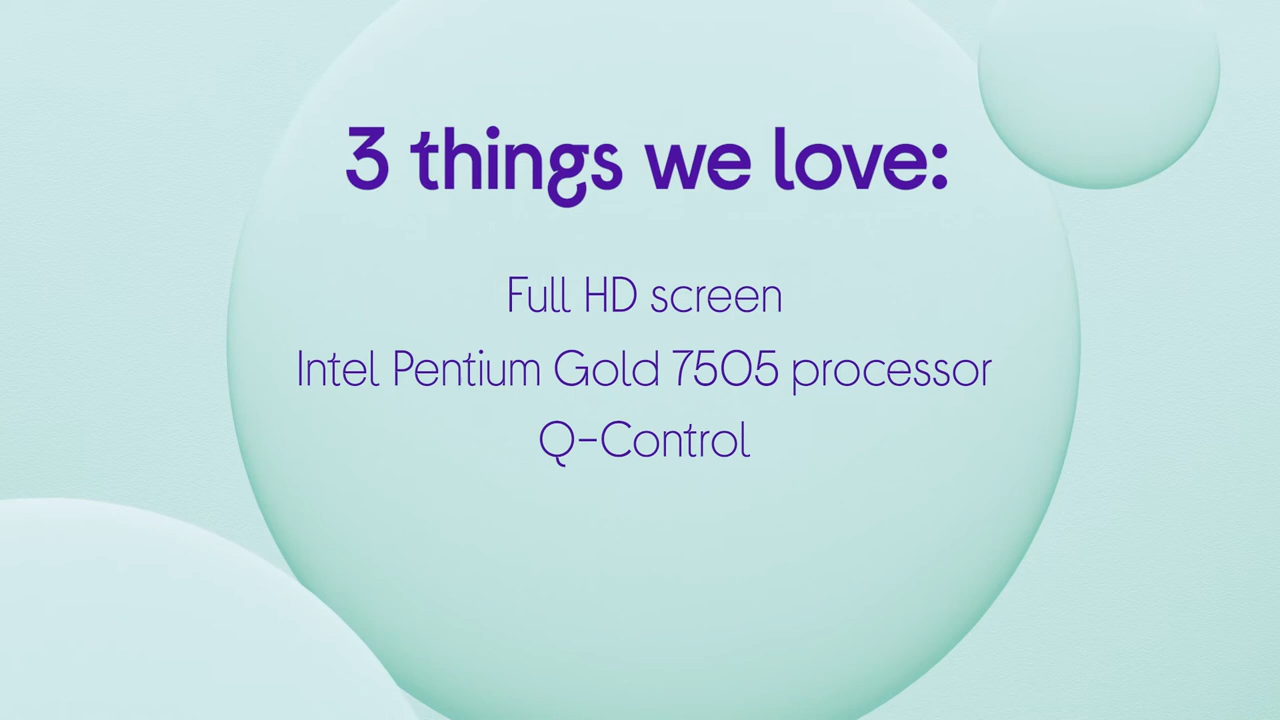 3 things we love:
Full HD screen
Intel Pentium Gold 7505 processor
Q-Control